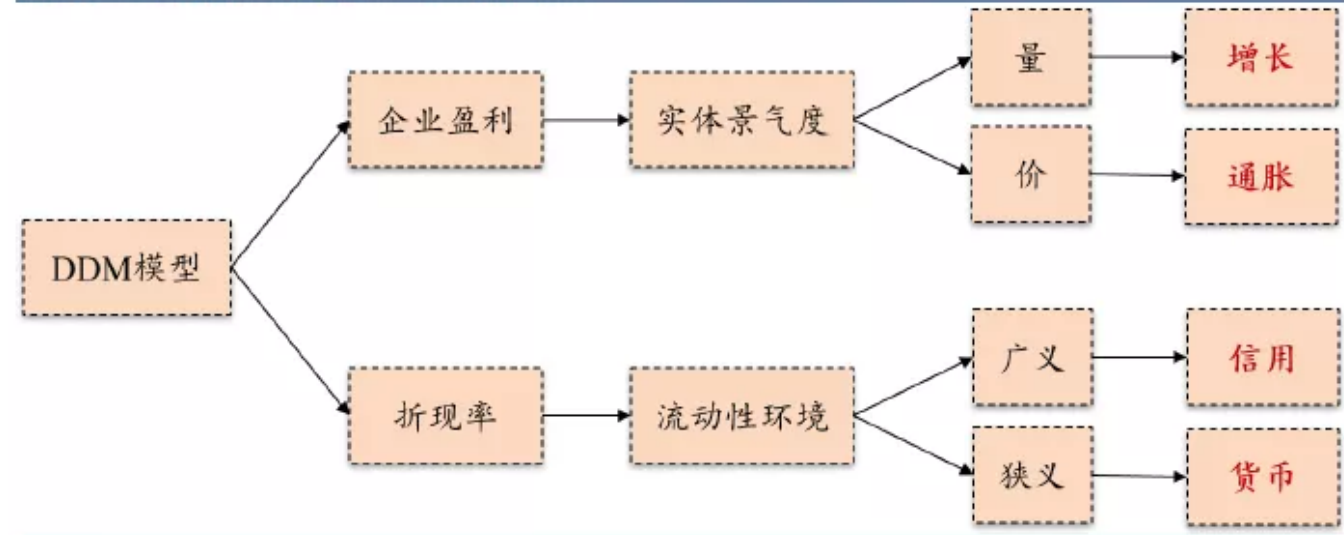 DDM模型
企业盈利
实体景气度
量
增长
价
通胀
折现率
流动性环境
广义
信用
狭义
货币